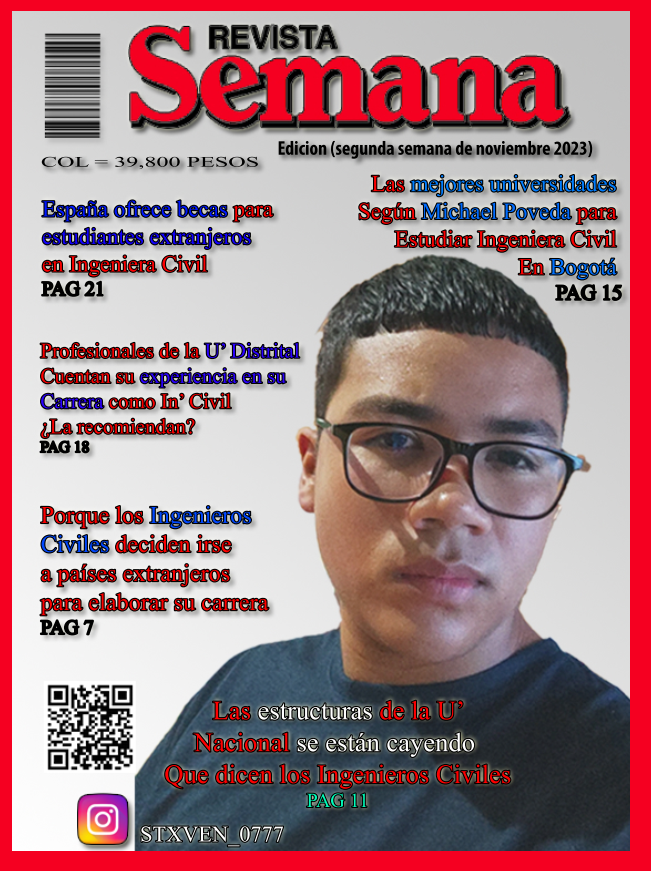 REVISTA
Semana
Edicion (segunda semana de noviembre 2023)
COL = 39,800 PESOS
Las mejores universidades
Según Michael Poveda para
Estudiar Ingeniera Civil
En Bogotá
PAG 15
España ofrece becas para
estudiantes extranjeros
en Ingeniera Civil
PAG 21
Profesionales de la U' Distrital
Cuentan su experiencia en su
Carrera como In' Civil
¿La recomiendan?
PAG 18
Porque los Ingenieros
Civiles deciden irse
a países extranjeros
para elaborar su carrera
PAG 7
Las estructuras de la U'
Nacional se están cayendo
Que dicen los Ingenieros Civiles
PAG 11
STXVEN_0777